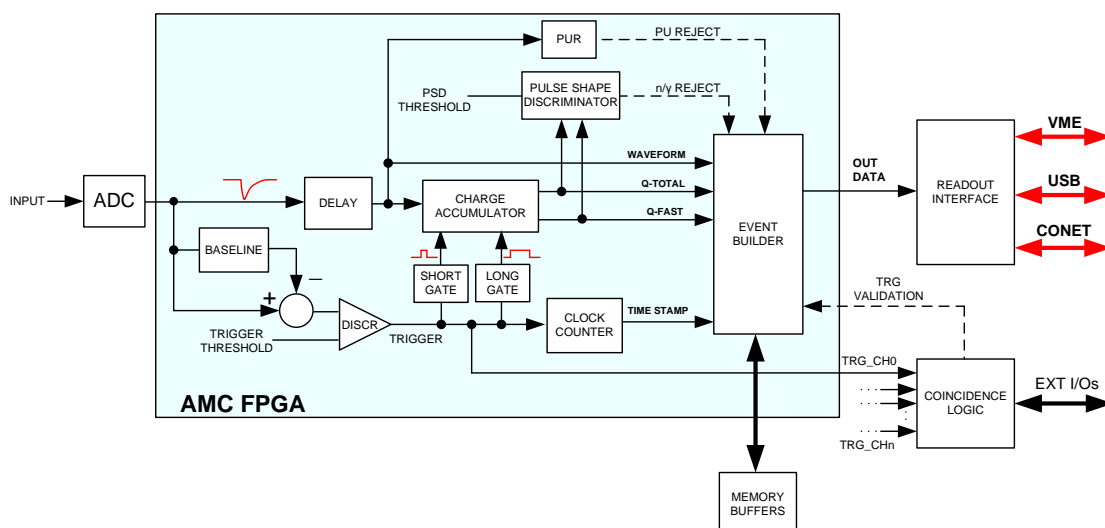 PUR
PU REJECT
PSD
THRESHOLD
PULSE SHAPE
DISCRIMINATOR
n/γ REJECT
VME
WAVEFORM
OUT
DATA
READOUT
INTERFACE
USB
INPUT
ADC
DELAY
CHARGE
ACCUMULATOR
Q-TOTAL
Q-FAST
EVENT
BUILDER
CONET
BASELINE
SHORT
GATE
LONG
GATE
TRG
VALIDATION
+
–
DISCR
TRIGGER
THRESHOLD
TRIGGER
CLOCK
COUNTER
TIME STAMP
TRG_CH0
COINCIDENCE
LOGIC
EXT I/Os
TRG_CHn
AMC FPGA
MEMORY
BUFFERS